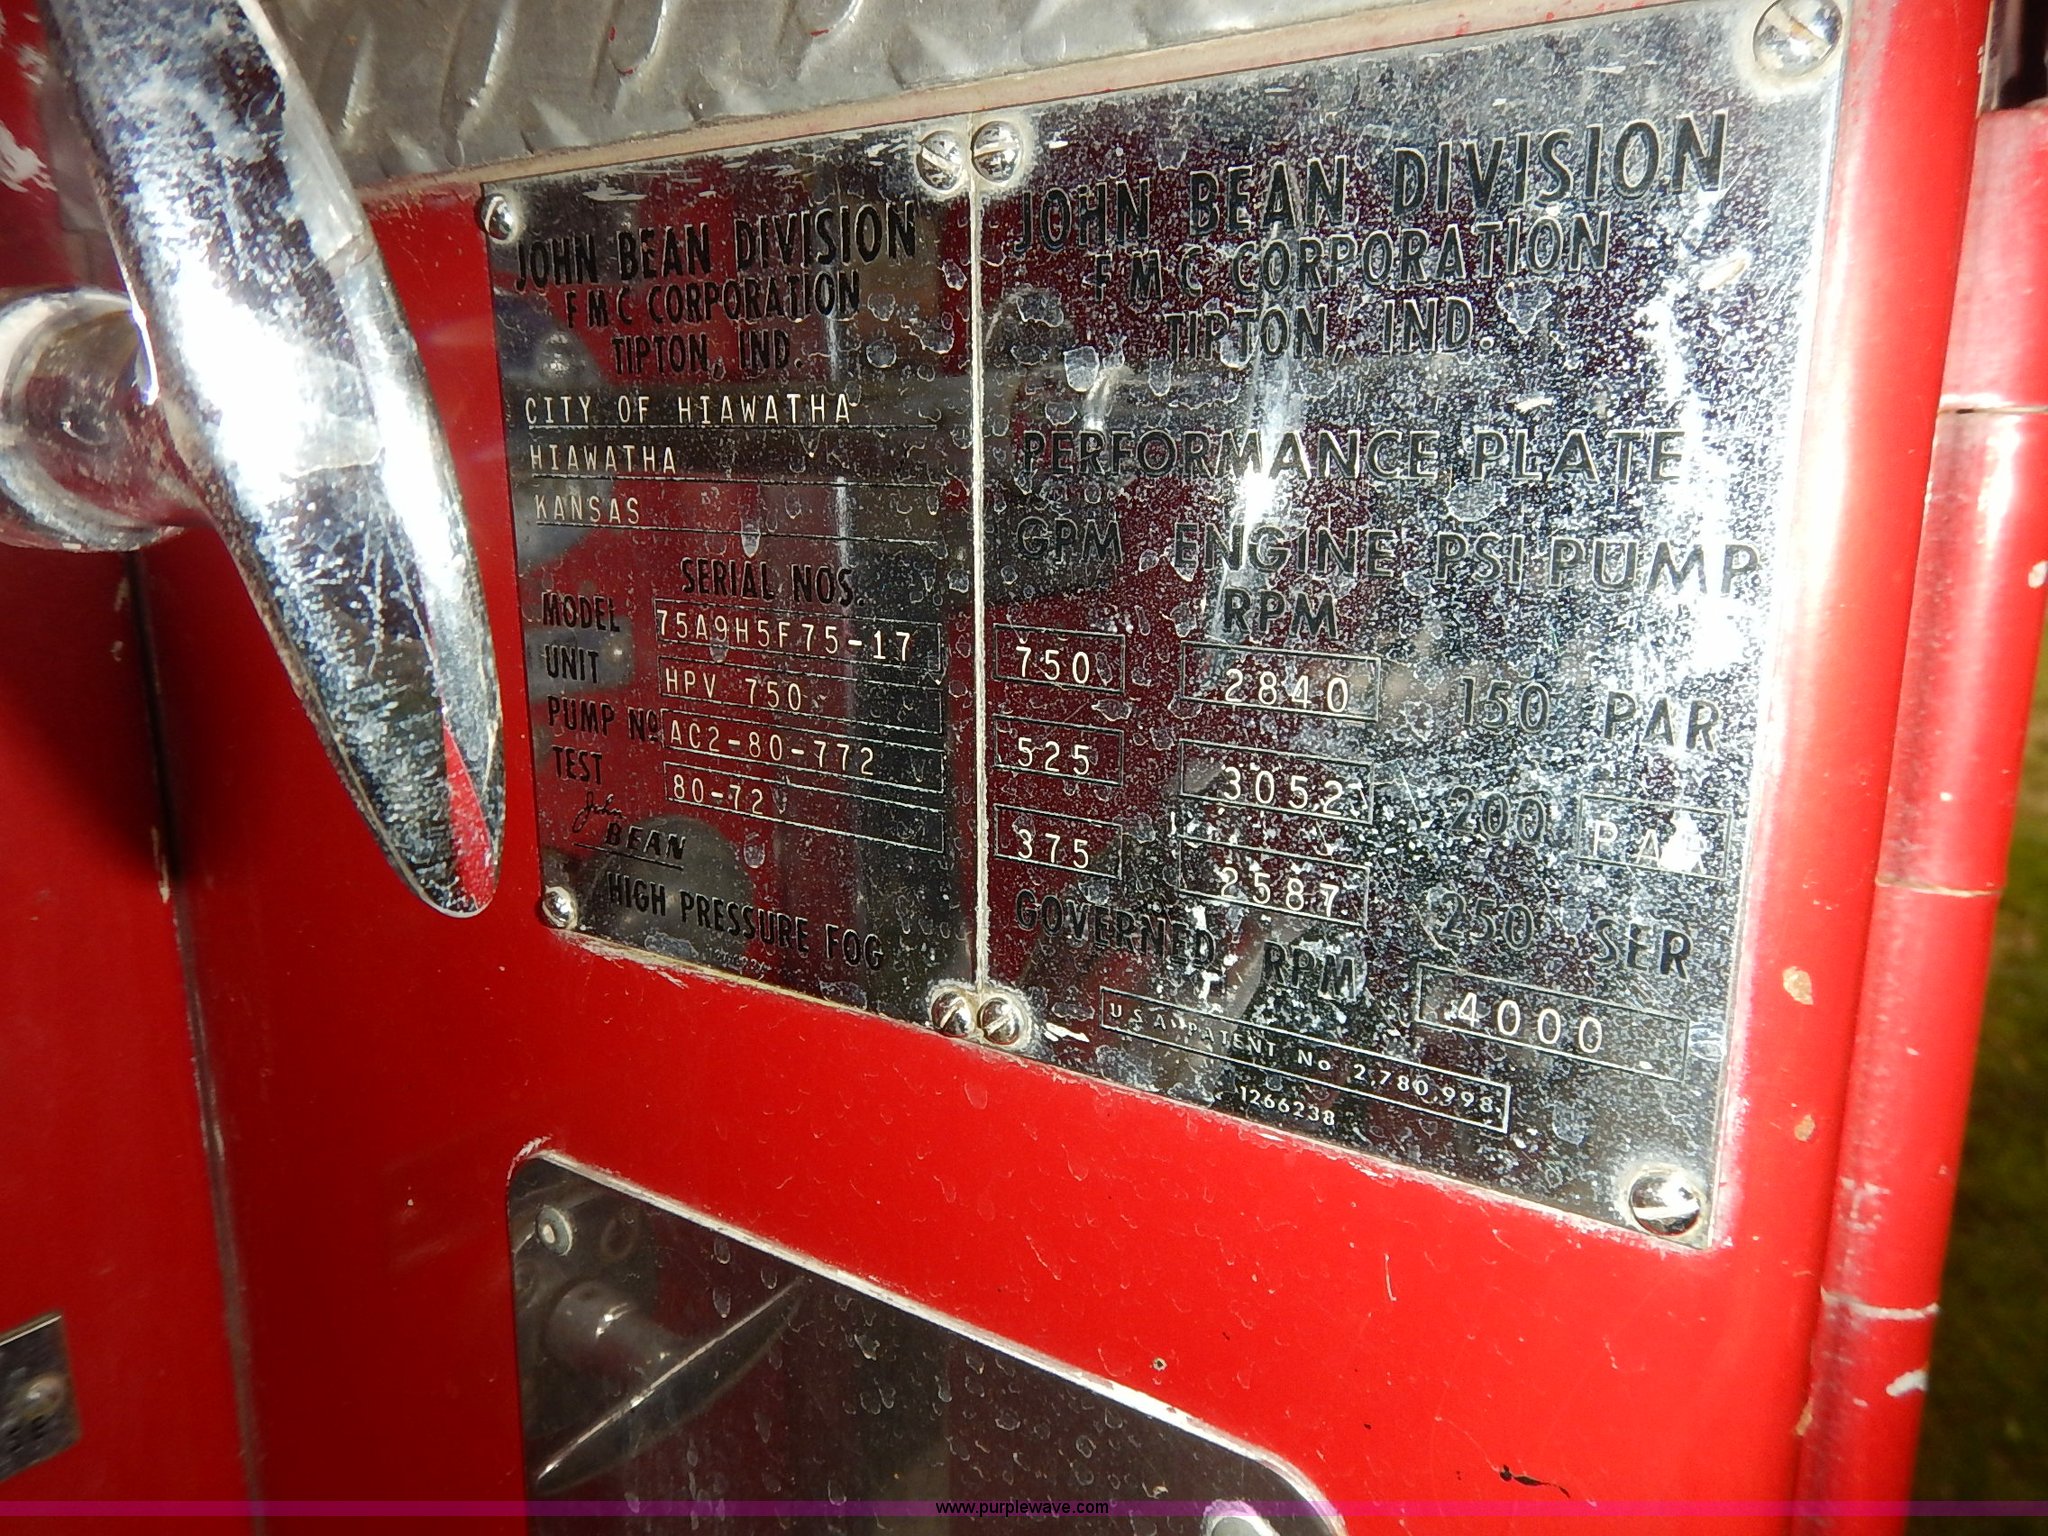 JOHN BEAN DIVISION
F M C CORPORATION
TIPTON, IND.
CITY OF HIAWATHA
HIAWATHA
KANSAS
SERIAL NOS.
MODEL 75A9H5F75-17
UNIT HPV 750
PUMP No AC2-80-772
TEST 80-72
John
BEAN
HIGH PRESSURE FOG
JOHN BEAN DIVISION
F M C CORPORATION
TIPTON, IND.
PERFORMANCE PLATE
GPM ENGINE PSI PUMP
RPM
750 2840 150 PAR
525 3052 200 PAR
375 2587 250 SER
GOVERNED RPM 4000
U S A PATENT No 2,780,998
1266238
www.purplewave.com